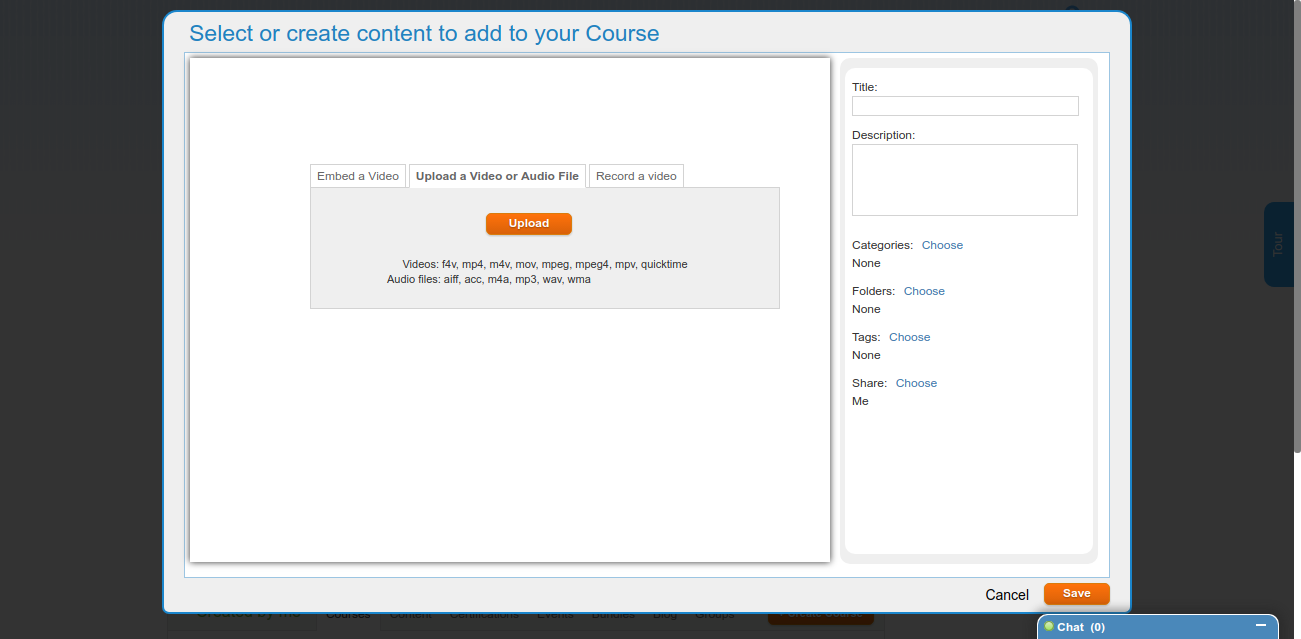 Select or create content to add to your Course
Embed a Video
Upload a Video or Audio File
Record a video
Upload
Videos: f4v, mp4, m4v, mov, mpeg, mpeg4, mpv, quicktime
Audio files: aiff, acc, m4a, mp3, wav, wma
Title:
Description:
Categories: Choose
None
Folders: Choose
None
Tags: Choose
None
Share: Choose
Me
Tour
Cancel
Save
Created by me
Courses
Content
Certifications
Events
Bundles
Blog
Groups
Create Course
Chat (0)